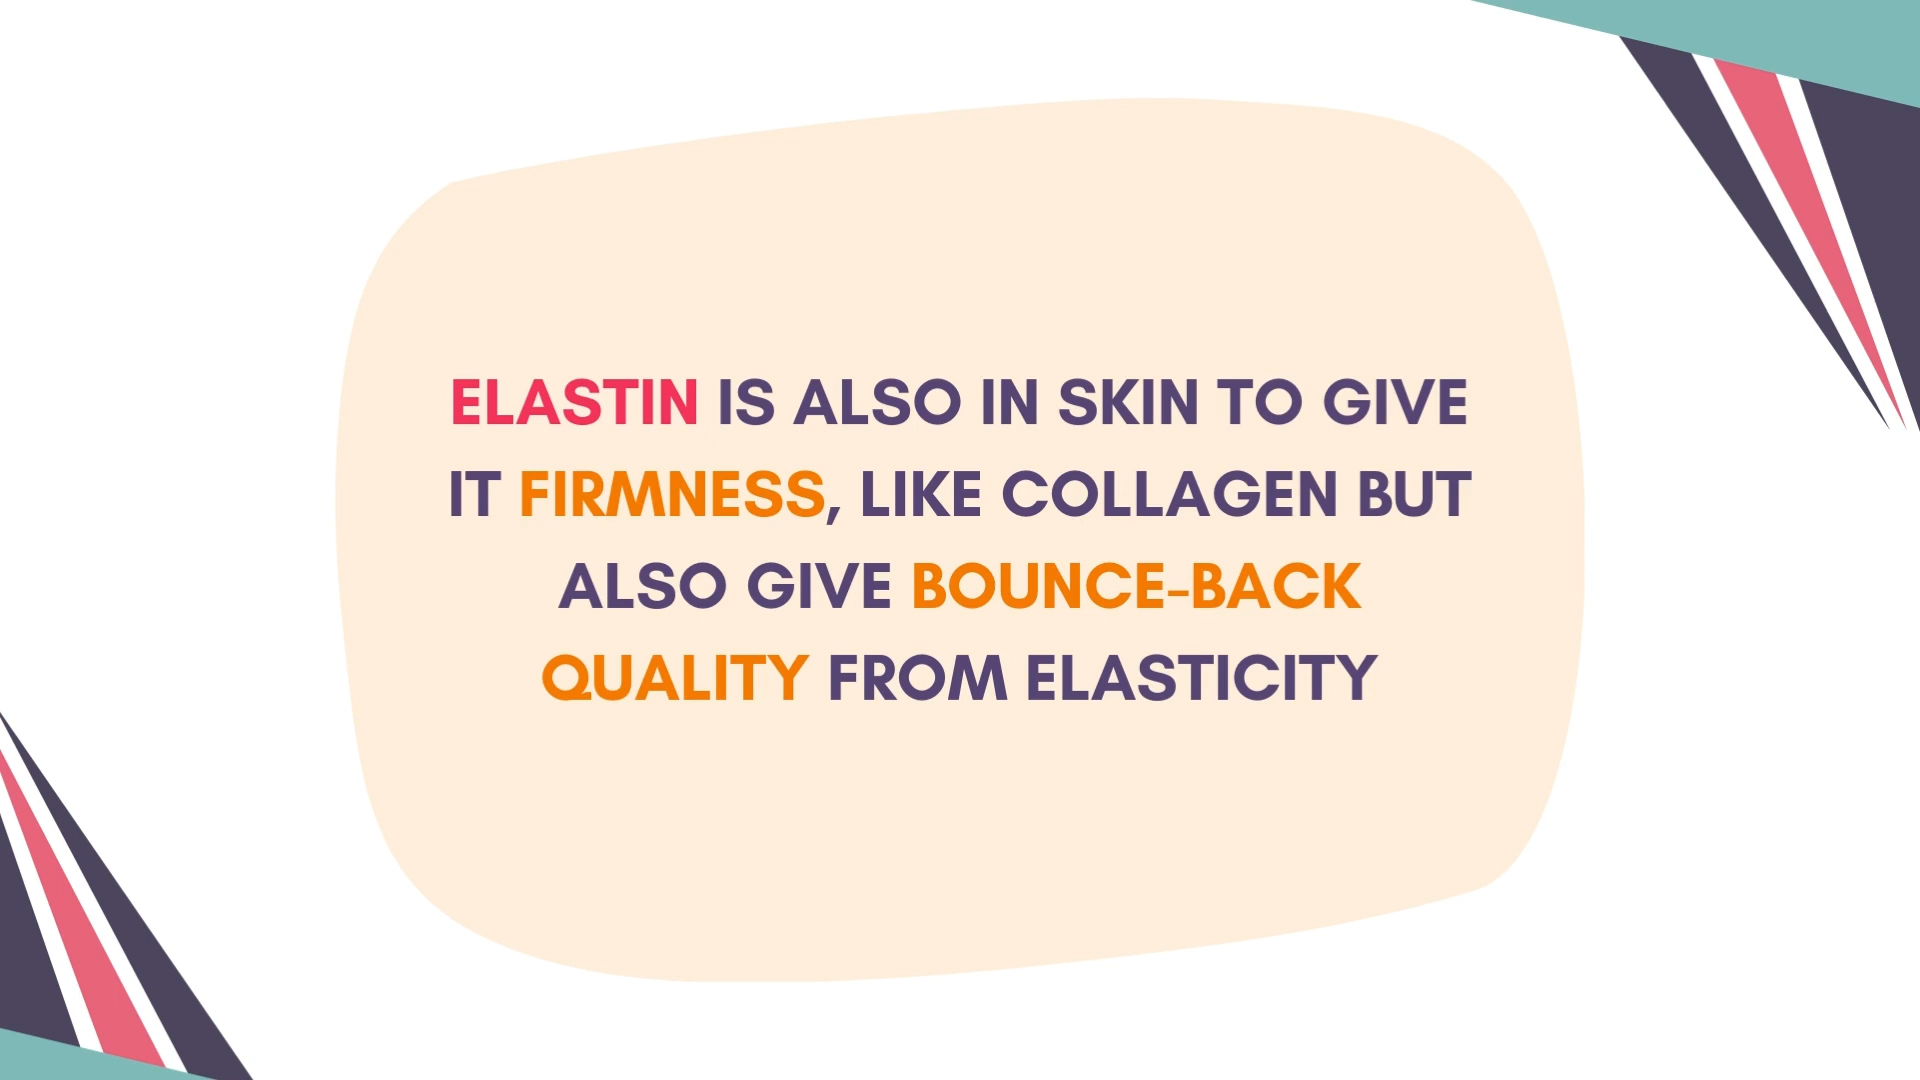 ELASTIN IS ALSO IN SKIN TO GIVE
IT FIRMNESS, LIKE COLLAGEN BUT
ALSO GIVE BOUNCE-BACK
QUALITY FROM ELASTICITY